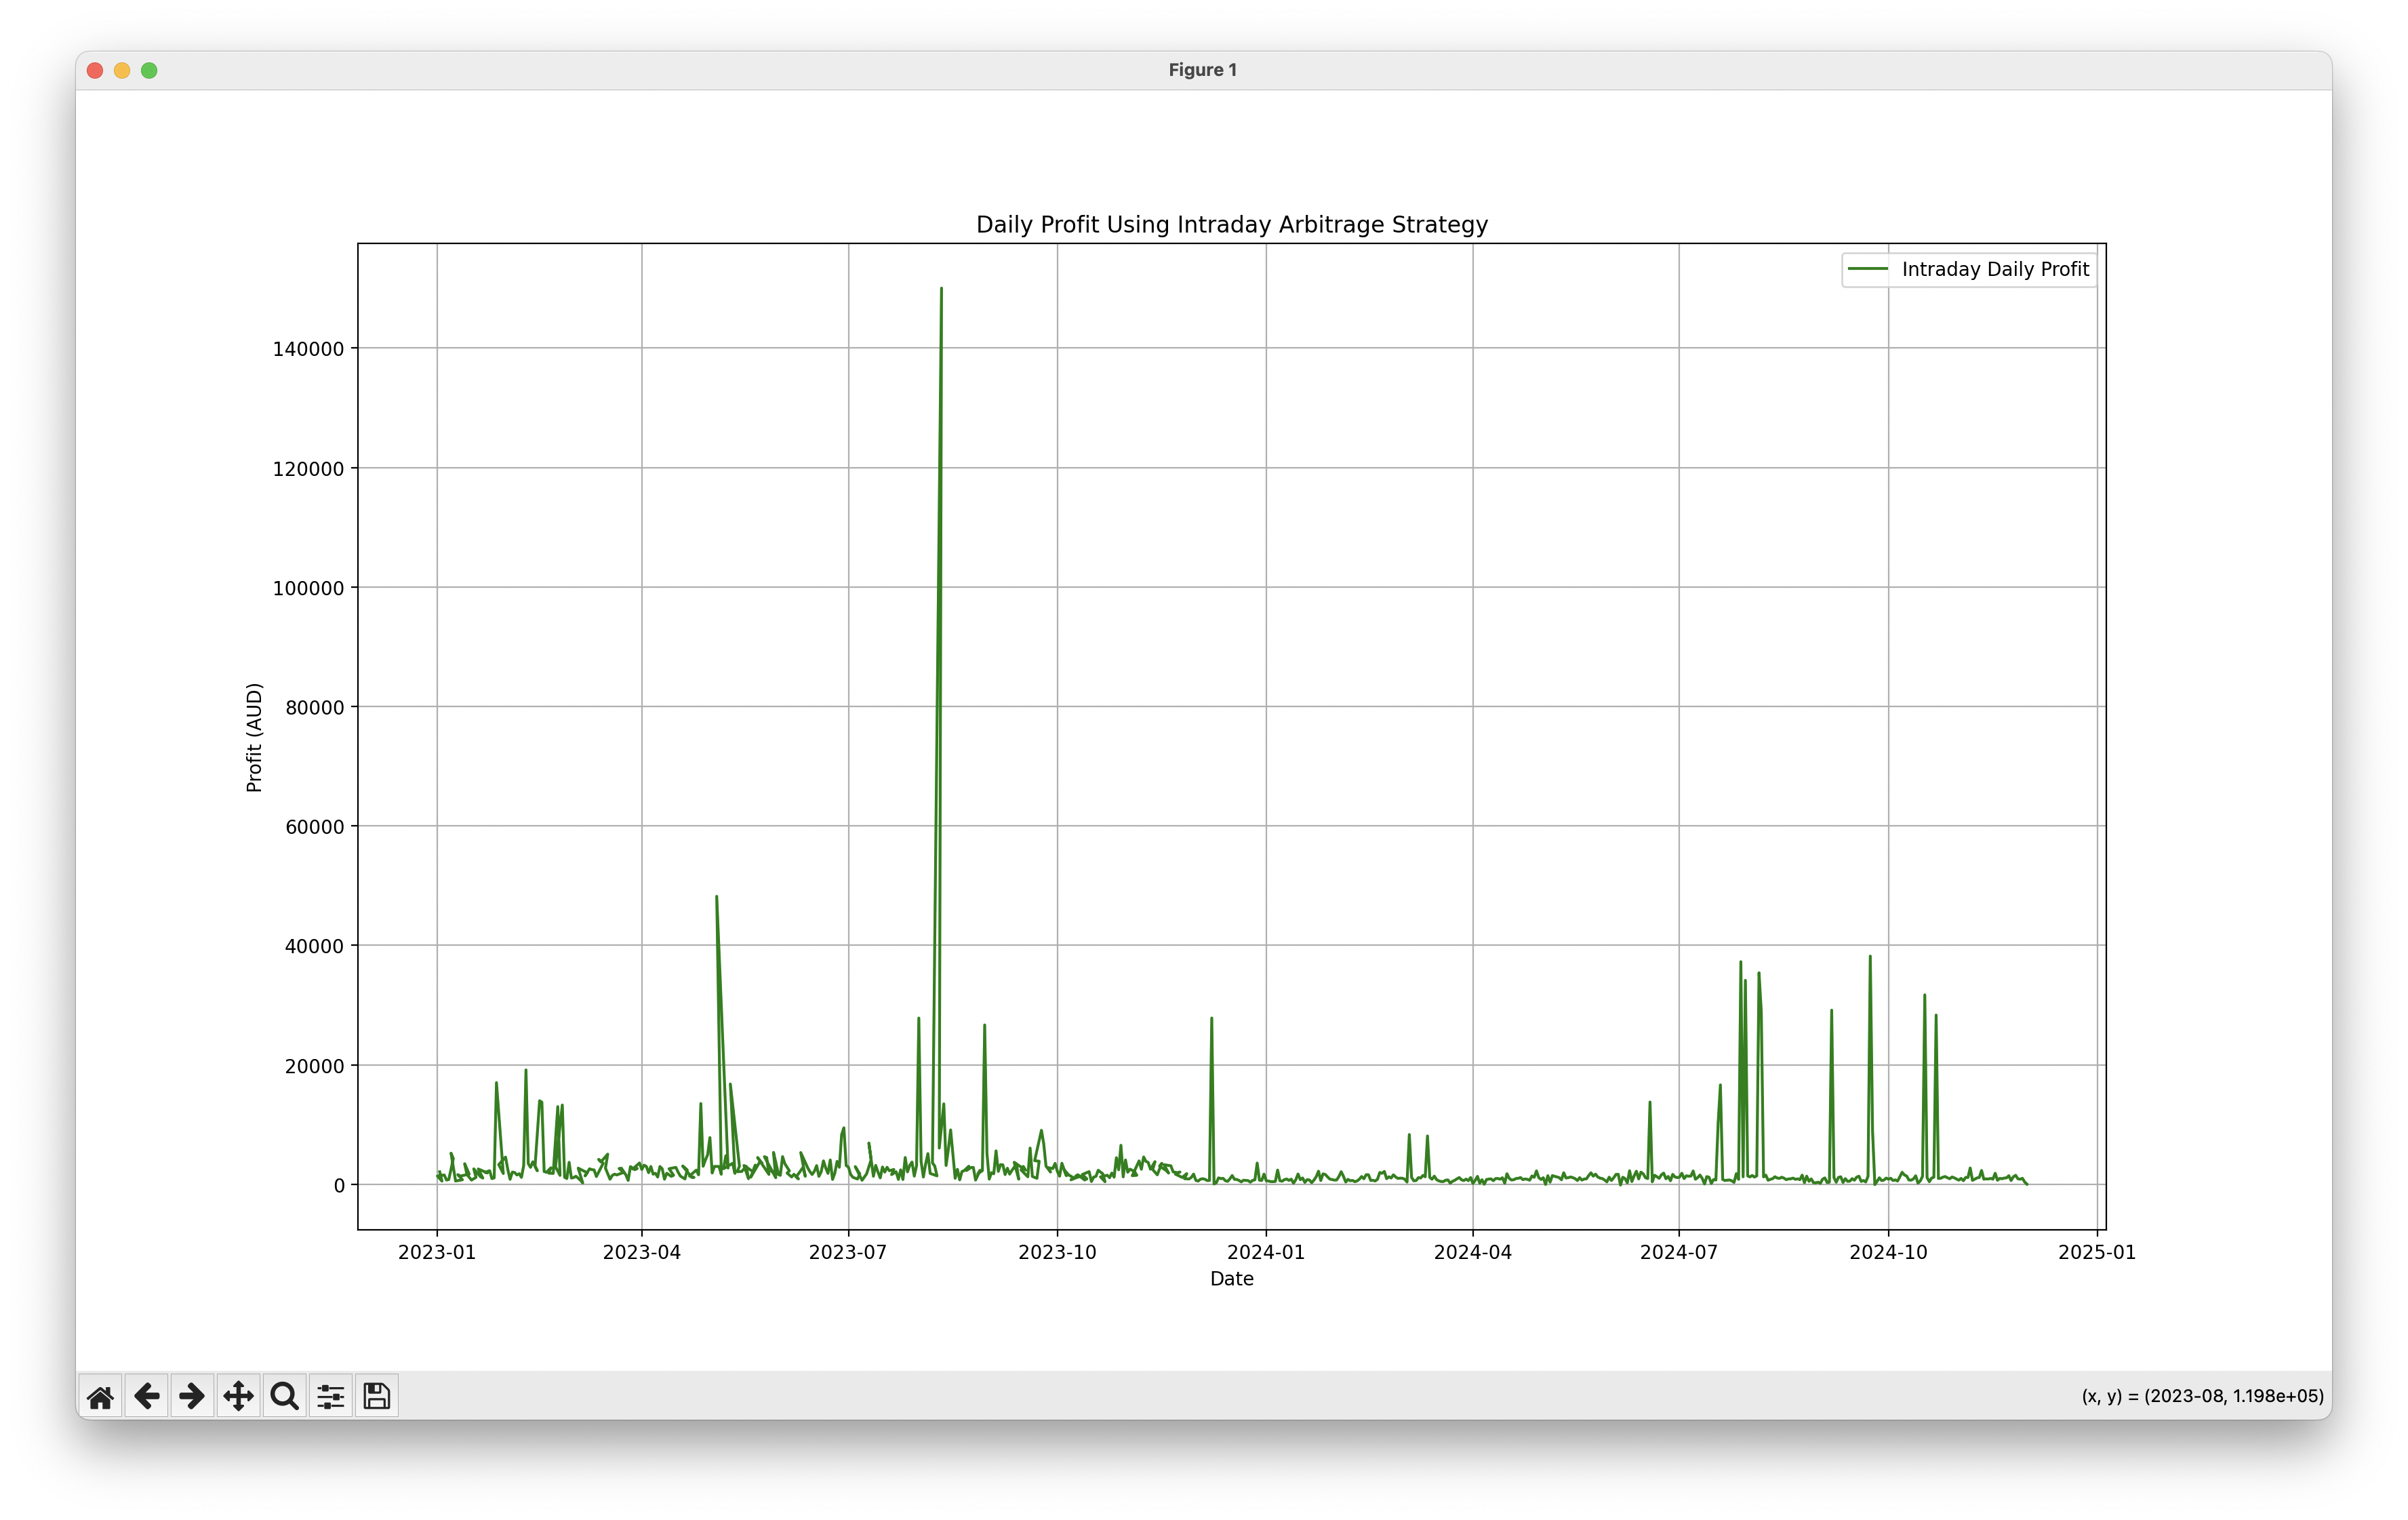 Figure 1
Daily Profit Using Intraday Arbitrage Strategy
Intraday Daily Profit
140000
120000
100000
80000
60000
40000
20000
0
Profit (AUD)
2023-01 2023-04 2023-07 2023-10 2024-01 2024-04 2024-07 2024-10 2025-01
Date
(x, y) = (2023-08, 1.198e+05)